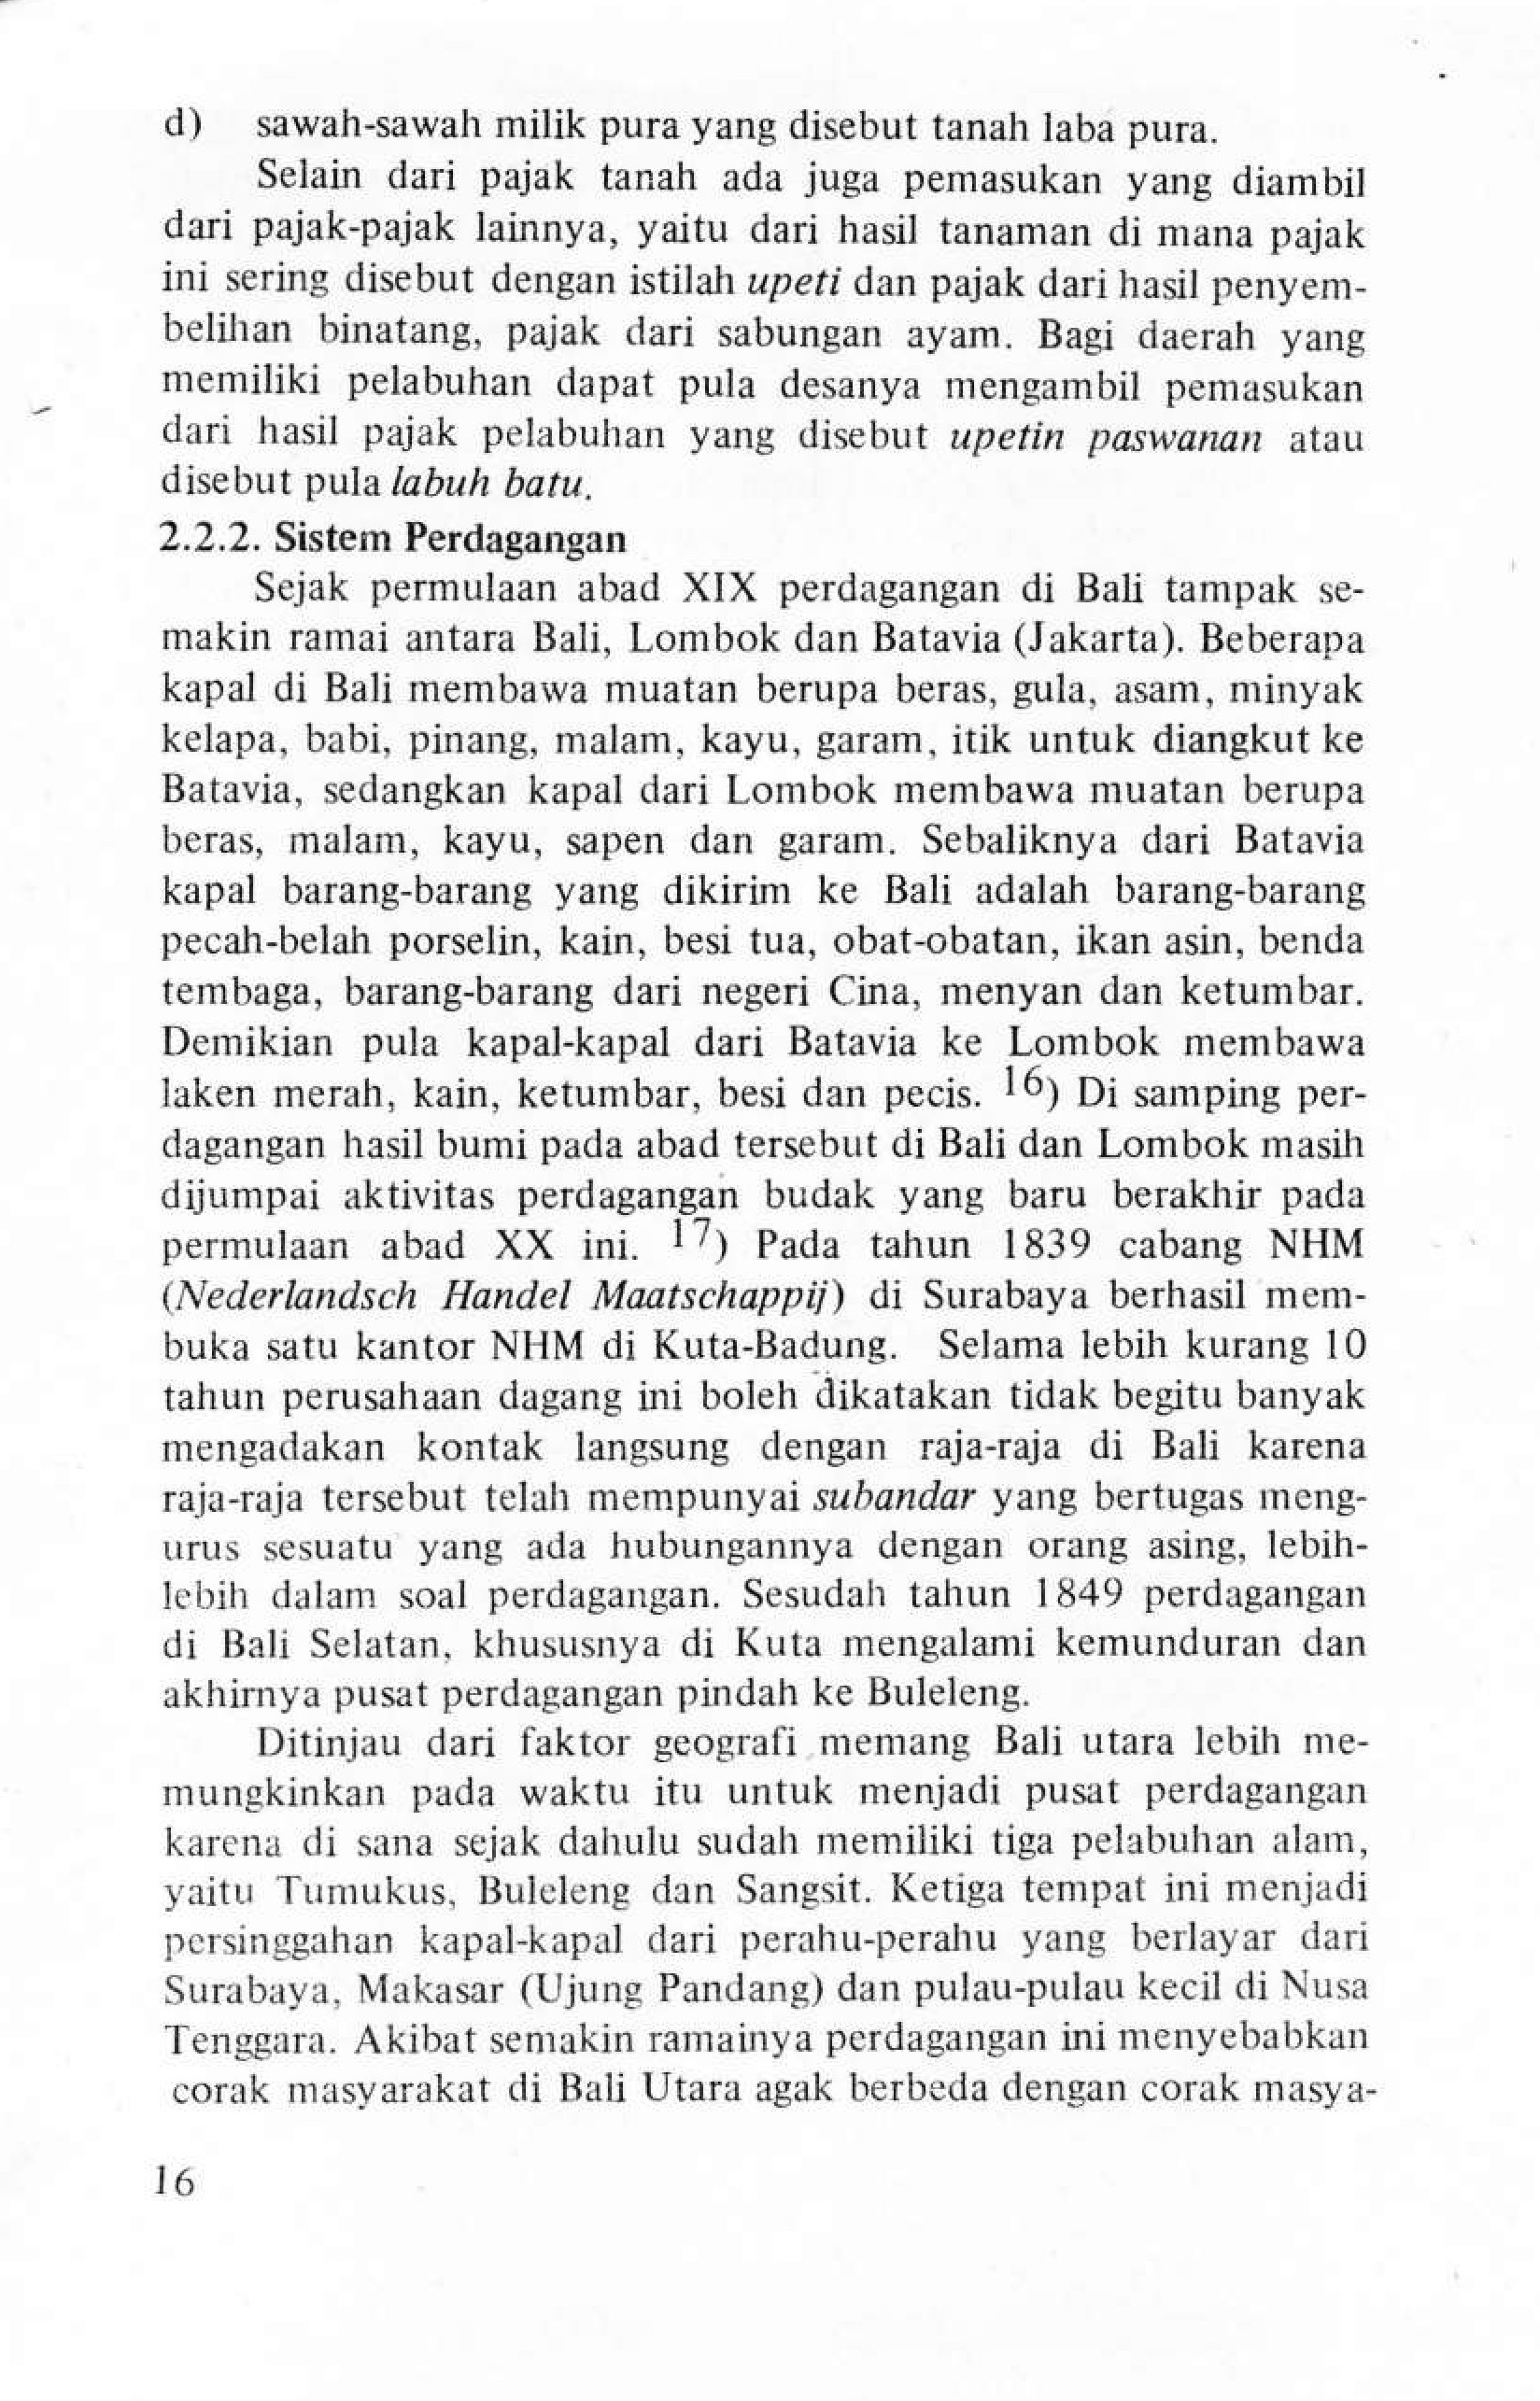 d) sawah-sawah milik pura yang disebut tanah laba pura.
Selain dari pajak tanah ada juga pemasukan yang diambil
dari pajak-pajak lainnya, yaitu dari hasil tanaman di mana pajak
ini sering disebut dengan istilah upeti dan pajak dari hasil penyem-
belihan binatang, pajak dari sabungan ayam. Bagi daerah yang
memiliki pelabuhan dapat pula desanya mengambil pemasukan
dari hasil pajak pelabuhan yang disebut upetin paswanan atau
disebut pula labuh batu.
2.2.2. Sistem Perdagangan
Sejak permulaan abad XIX perdagangan di Bali tampak se-
makin ramai antara Bali, Lombok dan Batavia (Jakarta). Beberapa
kapal di Bali membawa muatan berupa beras, gula, asam, minyak
kelapa, babi, pinang, malam, kayu, garam, itik untuk diangkut ke
Batavia, sedangkan kapal dari Lombok membawa muatan berupa
beras, malam, kayu, sapen dan garam. Sebaliknya dari Batavia
kapal barang-barang yang dikirim ke Bali adalah barang-barang
pecah-belah porselin, kain, besi tua, obat-obatan, ikan asin, benda
tembaga, barang-barang dari negeri Cina, menyan dan ketumbar.
Demikian pula kapal-kapal dari Batavia ke Lombok membawa
laken merah, kain, ketumbar, besi dan pecis. 16) Di samping per-
dagangan hasil bumi pada abad tersebut di Bali dan Lombok masih
dijumpai aktivitas perdagangan budak yang baru berakhir pada
permulaan abad XX ini. 17) Pada tahun 1839 cabang NHM
(Nederlandsch Handel Maatschappij) di Surabaya berhasil mem-
buka satu kantor NHM di Kuta-Badung. Selama lebih kurang 10
tahun perusahaan dagang ini boleh dikatakan tidak begitu banyak
mengadakan kontak langsung dengan raja-raja di Bali karena
raja-raja tersebut telah mempunyai subandar yang bertugas meng-
urus sesuatu yang ada hubungannya dengan orang asing, lebih-
lebih dalam soal perdagangan. Sesudah tahun 1849 perdagangan
di Bali Selatan, khususnya di Kuta mengalami kemunduran dan
akhirnya pusat perdagangan pindah ke Buleleng.
Ditinjau dari faktor geografi memang Bali utara lebih me-
mungkinkan pada waktu itu untuk menjadi pusat perdagangan
karena di sana sejak dahulu sudah memiliki tiga pelabuhan alam,
yaitu Tumukus, Buleleng dan Sangsit. Ketiga tempat ini menjadi
persinggahan kapal-kapal dari perahu-perahu yang berlayar dari
Surabaya, Makasar (Ujung Pandang) dan pulau-pulau kecil di Nusa
Tenggara. Akibat semakin ramainya perdagangan ini menyebabkan
corak masyarakat di Bali Utara agak berbeda dengan corak masya-
16